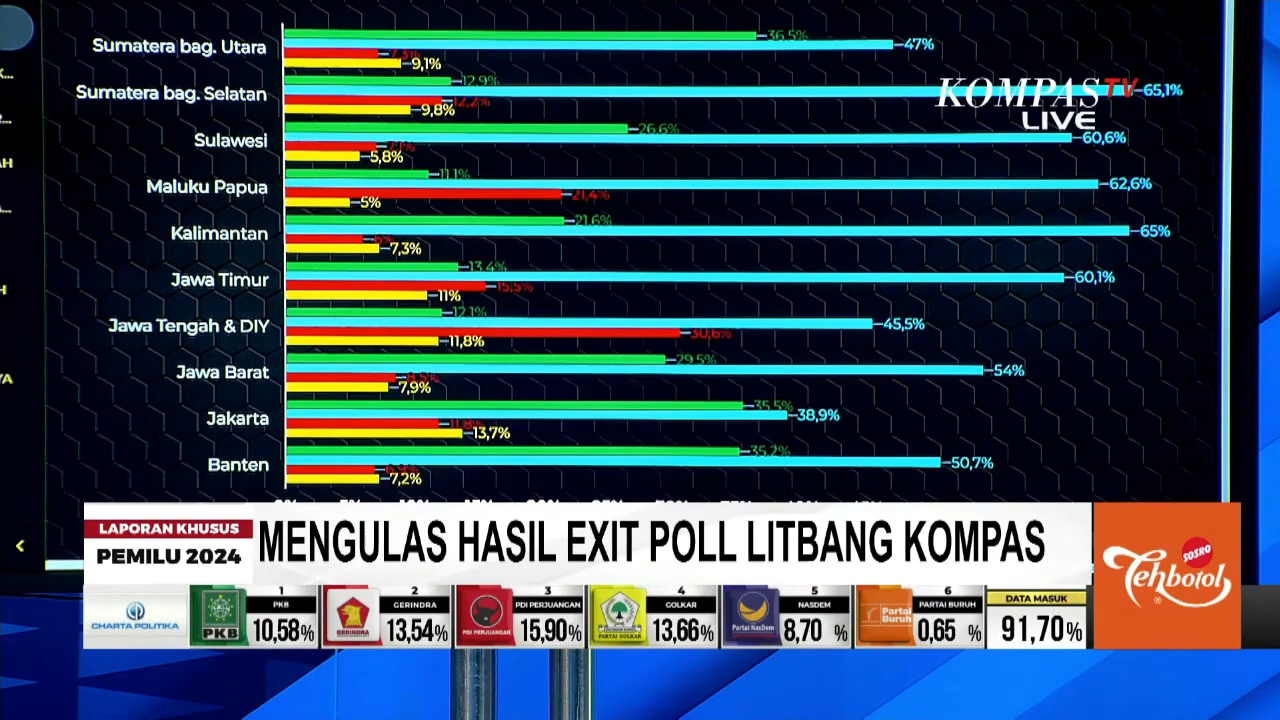 36,5%
Sumatera bag. Utara
47%
7,3%
9,1%
12,9%
Sumatera bag. Selatan
65,1%
12,2%
9,8%
KOMPASTV
LIVE
26,6%
Sulawesi
60,6%
5,8%
11,1%
Maluku Papua
62,6%
21,4%
5%
21,6%
Kalimantan
65%
7,3%
13,4%
Jawa Timur
60,1%
15,5%
11%
12,1%
Jawa Tengah & DIY
45,5%
30,6%
11,8%
29,5%
Jawa Barat
54%
7,9%
35,5%
Jakarta
38,9%
11,8%
13,7%
35,2%
Banten
50,7%
7,2%
LAPORAN KHUSUS
PEMILU 2024
MENGULAS HASIL EXIT POLL LITBANG KOMPAS
SOSRO
Tehbotol
®
CHARTA POLITIKA
PKB
1
PKB
10,58%
GERINDRA
2
GERINDRA
13,54%
PDI PERJUANGAN
3
PDI PERJUANGAN
15,90%
PARTAI GOLKAR
4
GOLKAR
13,66%
Partai NasDem
5
NASDEM
8,70 %
Partai Buruh
6
PARTAI BURUH
0,65 %
DATA MASUK
91,70%